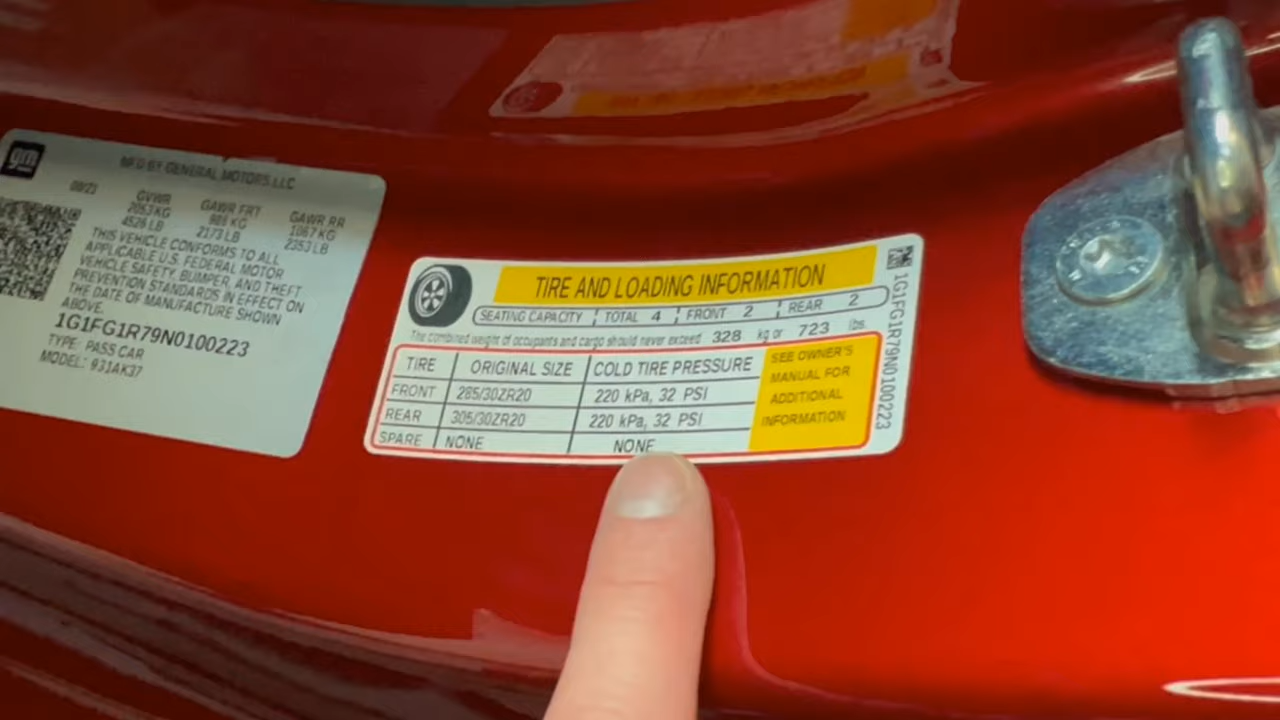 gm
MFD BY GENERAL MOTORS LLC
08/21
GVWR GAWR FRT GAWR RR
2053 KG 986 KG 1067 KG
4526 LB 2173 LB 2353 LB
THIS VEHICLE CONFORMS TO ALL
APPLICABLE U.S. FEDERAL MOTOR
VEHICLE SAFETY, BUMPER, AND THEFT
PREVENTION STANDARDS IN EFFECT ON
THE DATE OF MANUFACTURE SHOWN
ABOVE.
1G1FG1R79N0100223
TYPE: PASS CAR
MODEL: 931AK37
TIRE AND LOADING INFORMATION
SEATING CAPACITY TOTAL 4 FRONT 2 REAR 2
The combined weight of occupants and cargo should never exceed 328 kg or 723 lbs.
TIRE ORIGINAL SIZE COLD TIRE PRESSURE
FRONT 285/30ZR20 220 kPa, 32 PSI
REAR 305/30ZR20 220 kPa, 32 PSI
SPARE NONE NONE
SEE OWNER'S
MANUAL FOR
ADDITIONAL
INFORMATION
1G1FG1R79N0100223